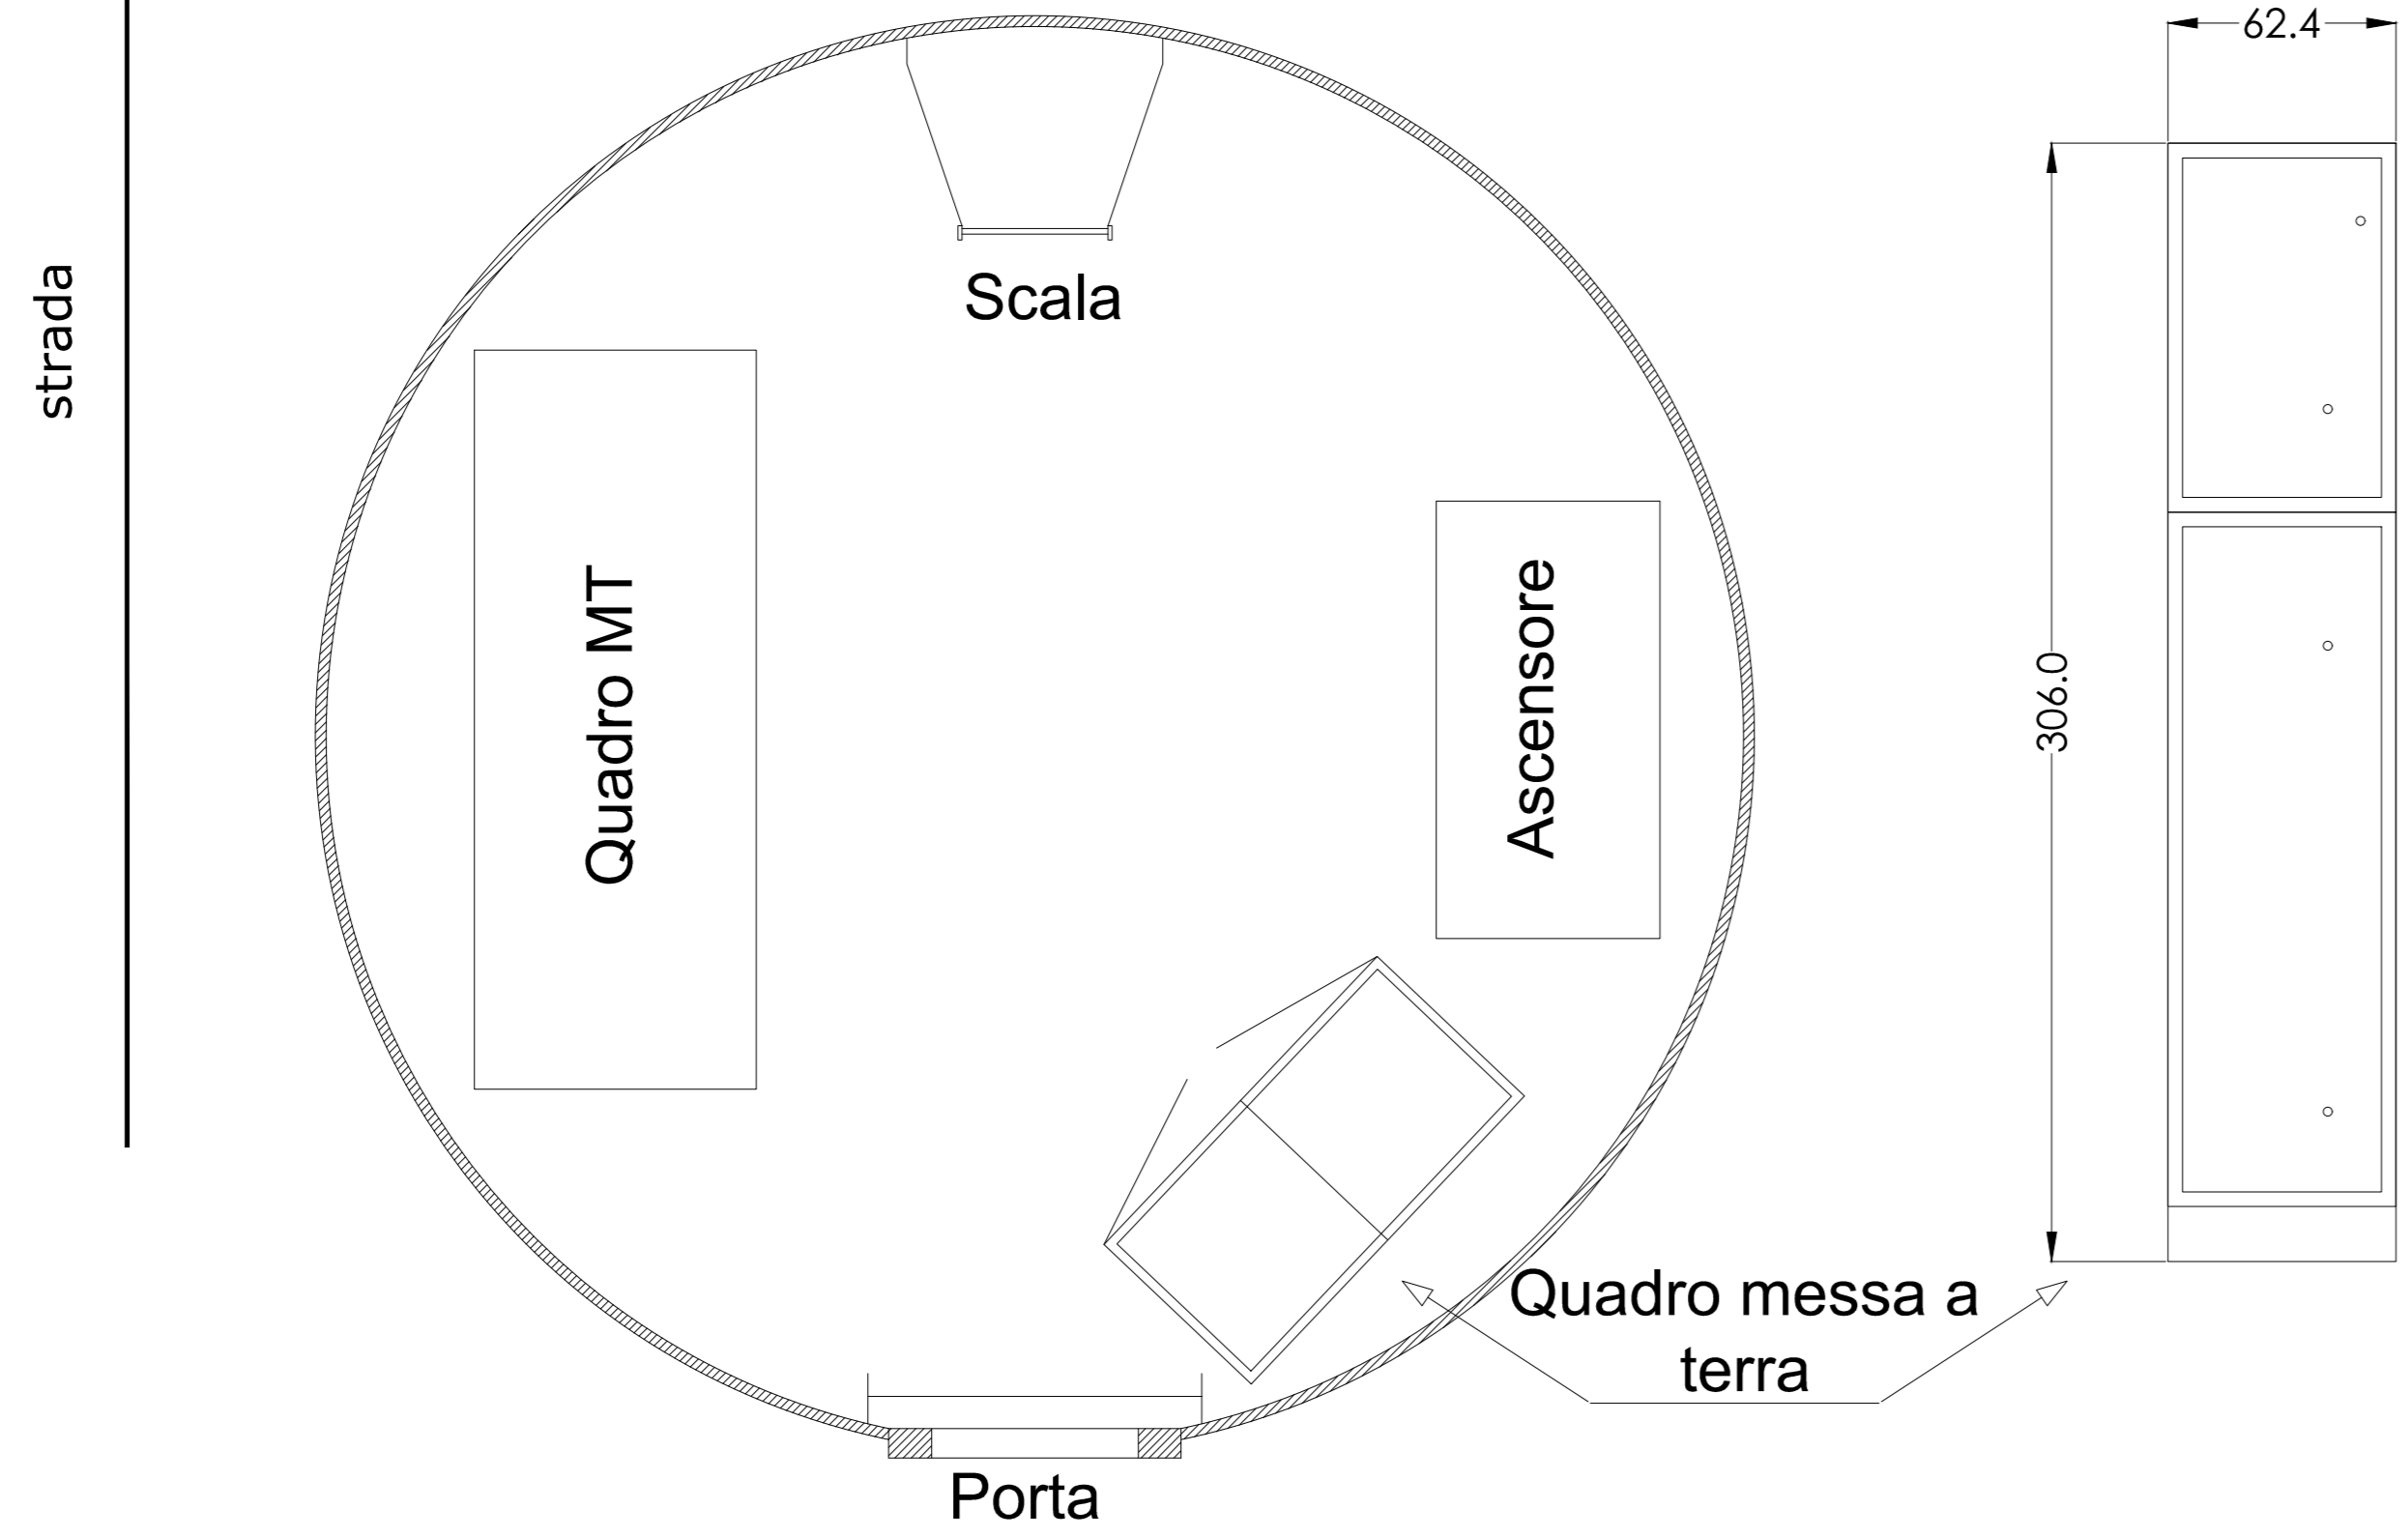 62.4
strada
Scala
Quadro MT
Ascensore
306.0
Quadro messa a
terra
Porta